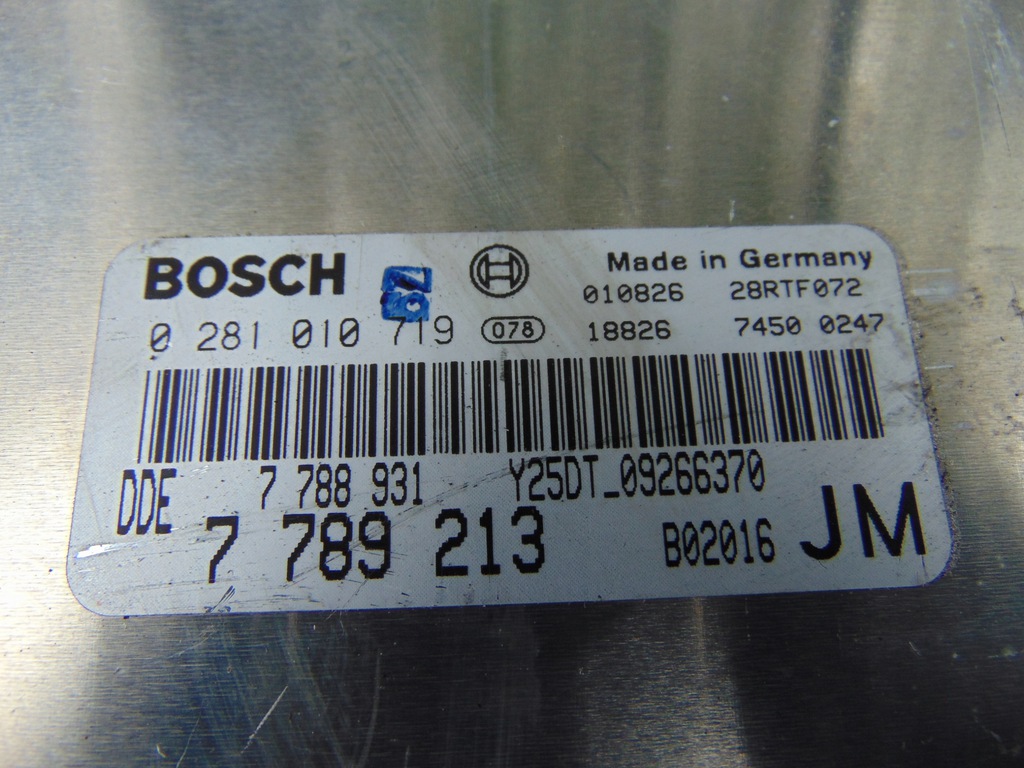 BOSCH
Made in Germany
010826 28RTF072
0 281 010 719 078 18826 7450 0247
DDE 7 788 931 Y25DT_09266370
7 789 213 B02016 JM